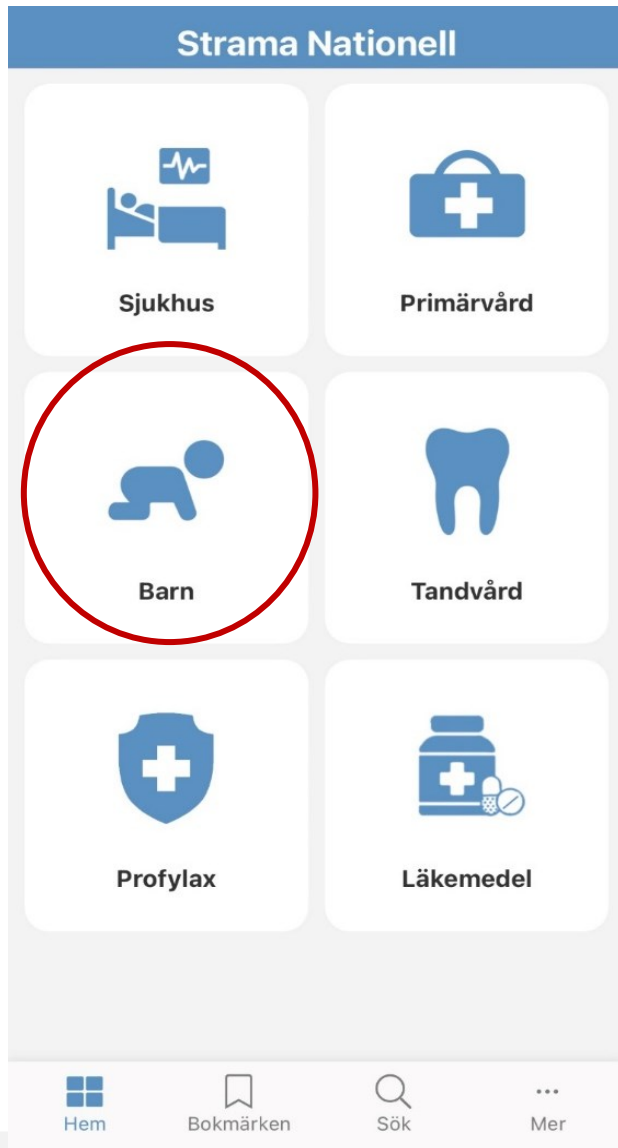 Strama Nationell
Sjukhus
Primärvård
Barn
Tandvård
Profylax
Läkemedel
Hem
Bokmärken
Sök
Mer